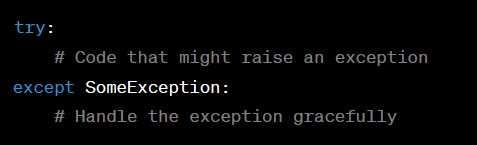 try:
    # Code that might raise an exception
except SomeException:
    # Handle the exception gracefully